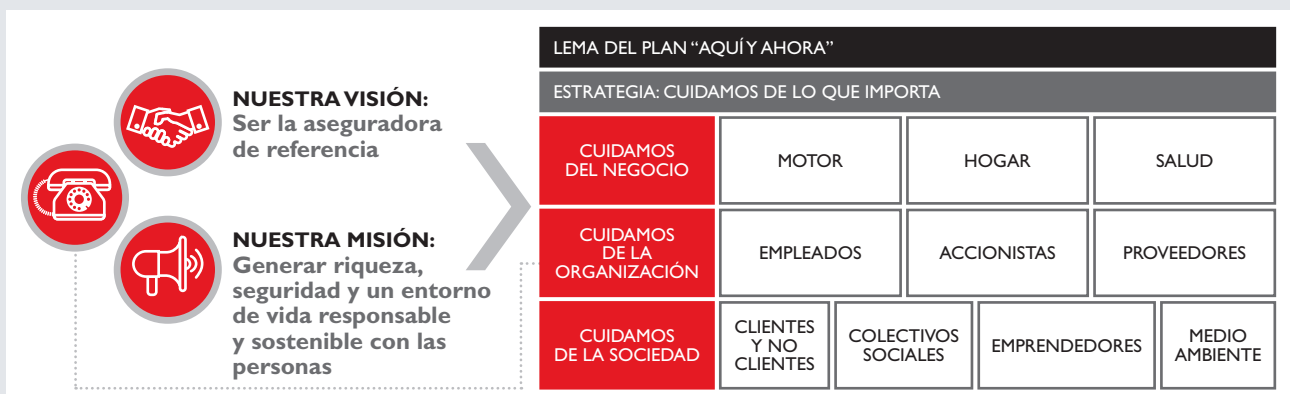 NUESTRA VISIÓN:
Ser la aseguradora
de referencia
NUESTRA MISIÓN:
Generar riqueza,
seguridad y un entorno
de vida responsable
y sostenible con las
personas
LEMA DEL PLAN “AQUÍ Y AHORA”
ESTRATEGIA: CUIDAMOS DE LO QUE IMPORTA
CUIDAMOS
DEL NEGOCIO
MOTOR
HOGAR
SALUD
CUIDAMOS
DE LA
ORGANIZACIÓN
EMPLEADOS
ACCIONISTAS
PROVEEDORES
CUIDAMOS
DE LA SOCIEDAD
CLIENTES
Y NO
CLIENTES
COLECTIVOS
SOCIALES
EMPRENDEDORES
MEDIO
AMBIENTE